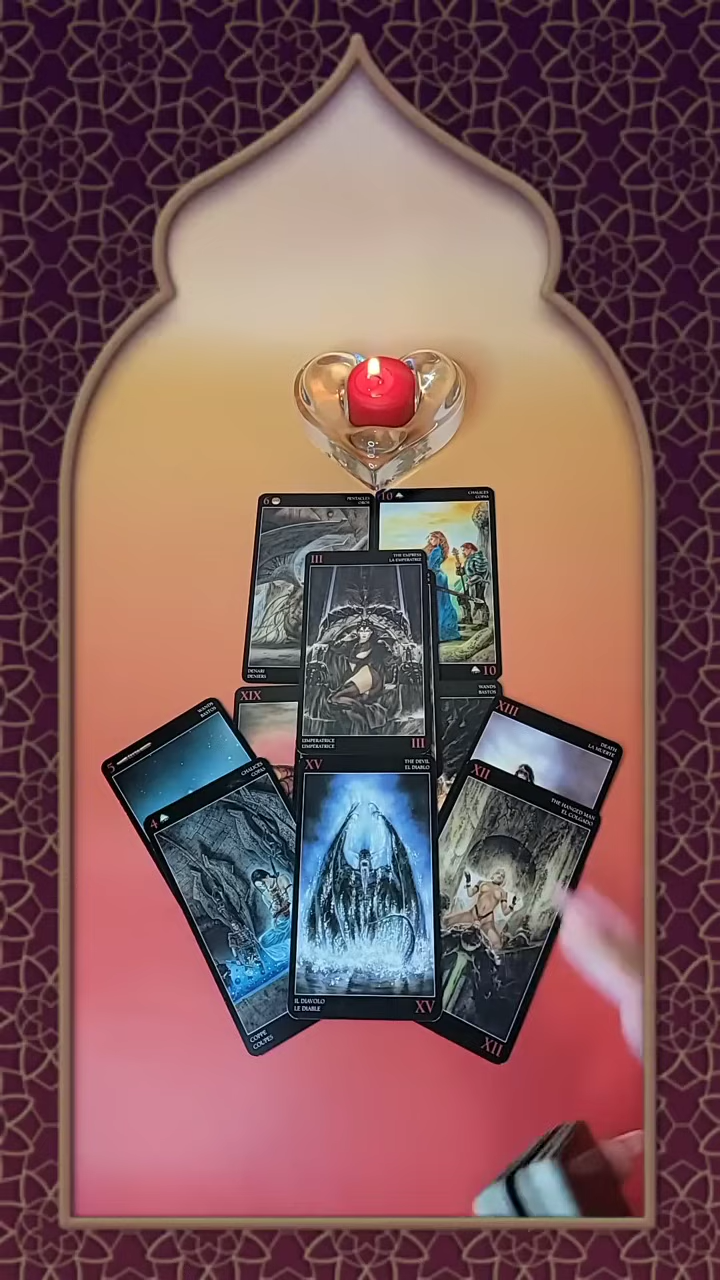 6
PENTACLES
OROS
10
CHALICES
COPAS
III
THE EMPRESS
LA EMPERATRIZ
DENARI
DENIERS
10
L'IMPERATRICE
L'IMPÉRATRICE
III
XIX
WANDS
BASTOS
5
WANDS
BASTOS
XIII
DEATH
LA MUERTE
4
CHALICES
COPAS
XV
THE DEVIL
EL DIABLO
XII
THE HANGED MAN
EL COLGADO
IL DIAVOLO
LE DIABLE
XV
COPPE
COUPES
XII